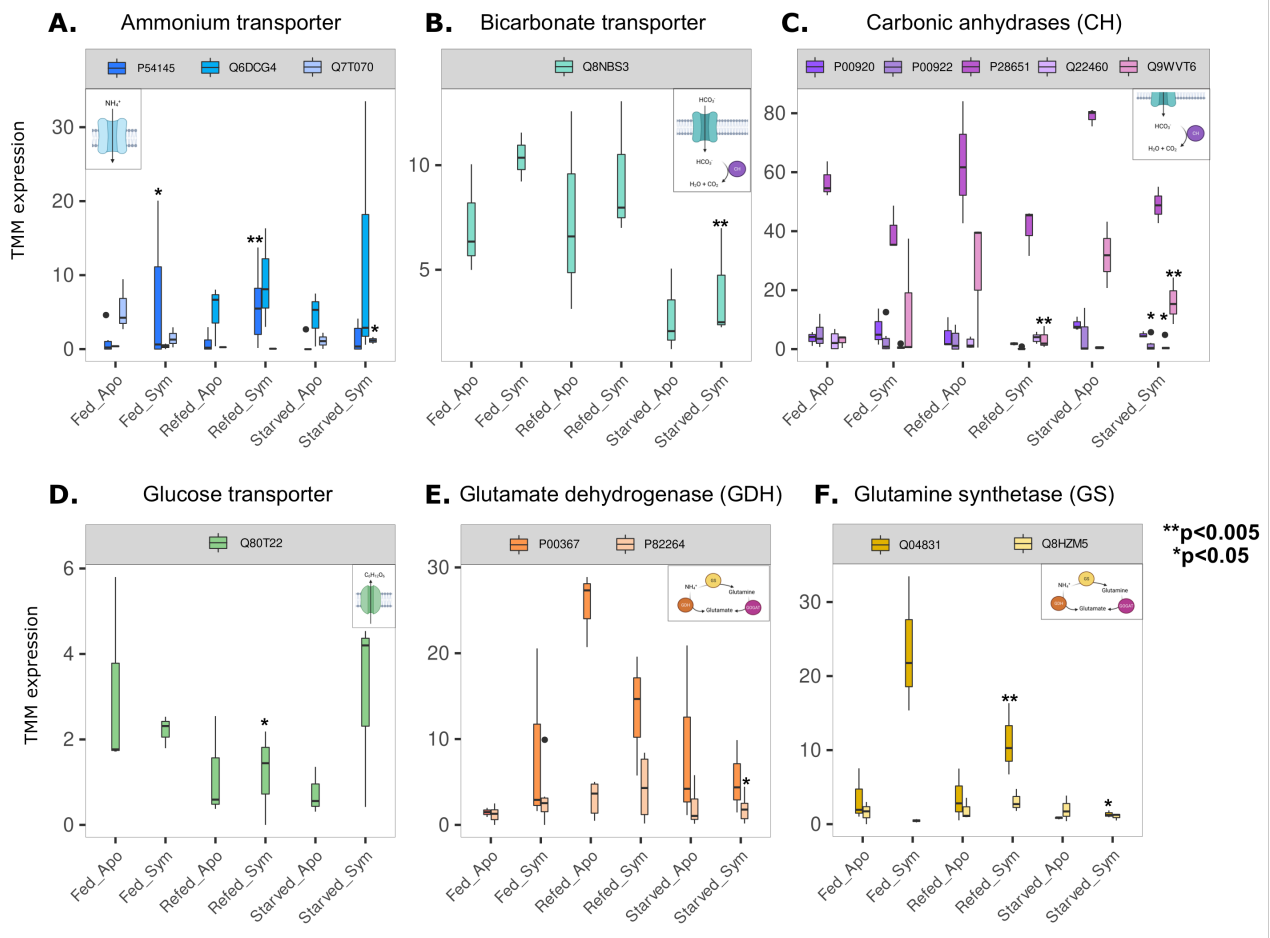 A. Ammonium transporter
P54145 Q6DCG4 Q7T070
NH₄⁺
TMM expression
30
20
10
0
*
**
*
Fed_Apo Fed_Sym Refed_Apo Refed_Sym Starved_Apo Starved_Sym
B. Bicarbonate transporter
Q8NBS3
HCO₃⁻
HCO₃⁻
CH
H₂O + CO₂
10
5
**
Fed_Apo Fed_Sym Refed_Apo Refed_Sym Starved_Apo Starved_Sym
C. Carbonic anhydrases (CH)
P00920 P00922 P28651 Q22460 Q9WVT6
HCO₃⁻
CH
H₂O + CO₂
80
60
40
20
0
**
* *
**
Fed_Apo Fed_Sym Refed_Apo Refed_Sym Starved_Apo Starved_Sym
D. Glucose transporter
Q80T22
C₆H₁₂O₆
TMM expression
6
4
2
0
*
Fed_Apo Fed_Sym Refed_Apo Refed_Sym Starved_Apo Starved_Sym
E. Glutamate dehydrogenase (GDH)
P00367 P82264
GS
NH₄⁺
Glutamine
GDH
Glutamate
GOGAT
30
20
10
0
*
Fed_Apo Fed_Sym Refed_Apo Refed_Sym Starved_Apo Starved_Sym
F. Glutamine synthetase (GS)
Q04831 Q8HZM5
GS
NH₄⁺
Glutamine
GDH
Glutamate
GOGAT
30
20
10
0
**
*
Fed_Apo Fed_Sym Refed_Apo Refed_Sym Starved_Apo Starved_Sym
**p<0.005
*p<0.05